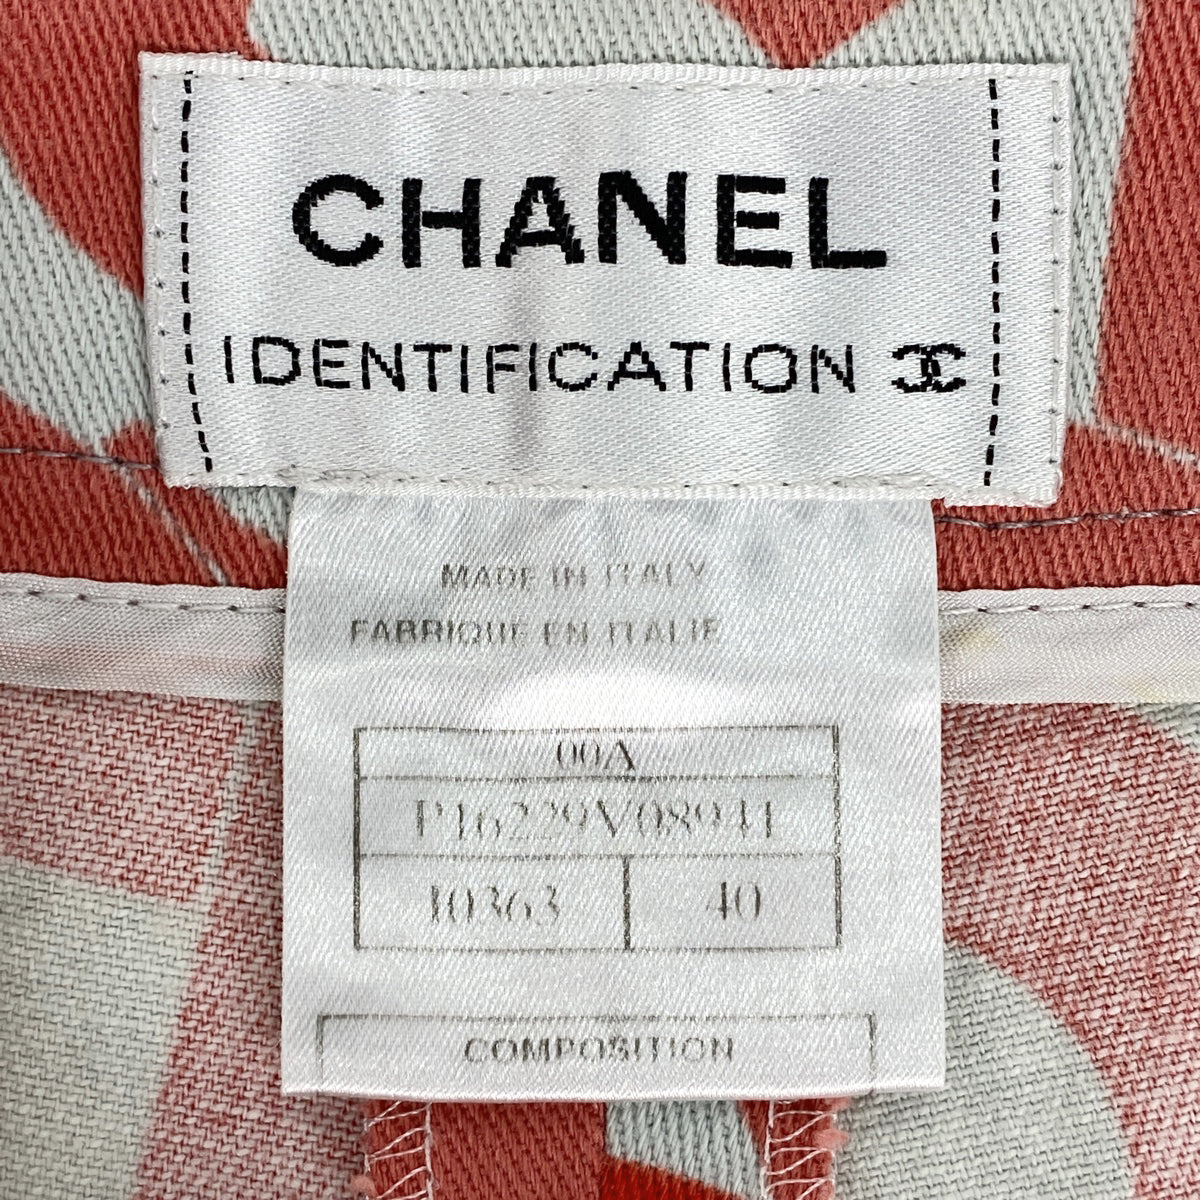 CHANEL
IDENTIFICATION
MADE IN ITALY
FABRIQUE EN ITALIE
00A
P16229V08941
10363 40
COMPOSITION